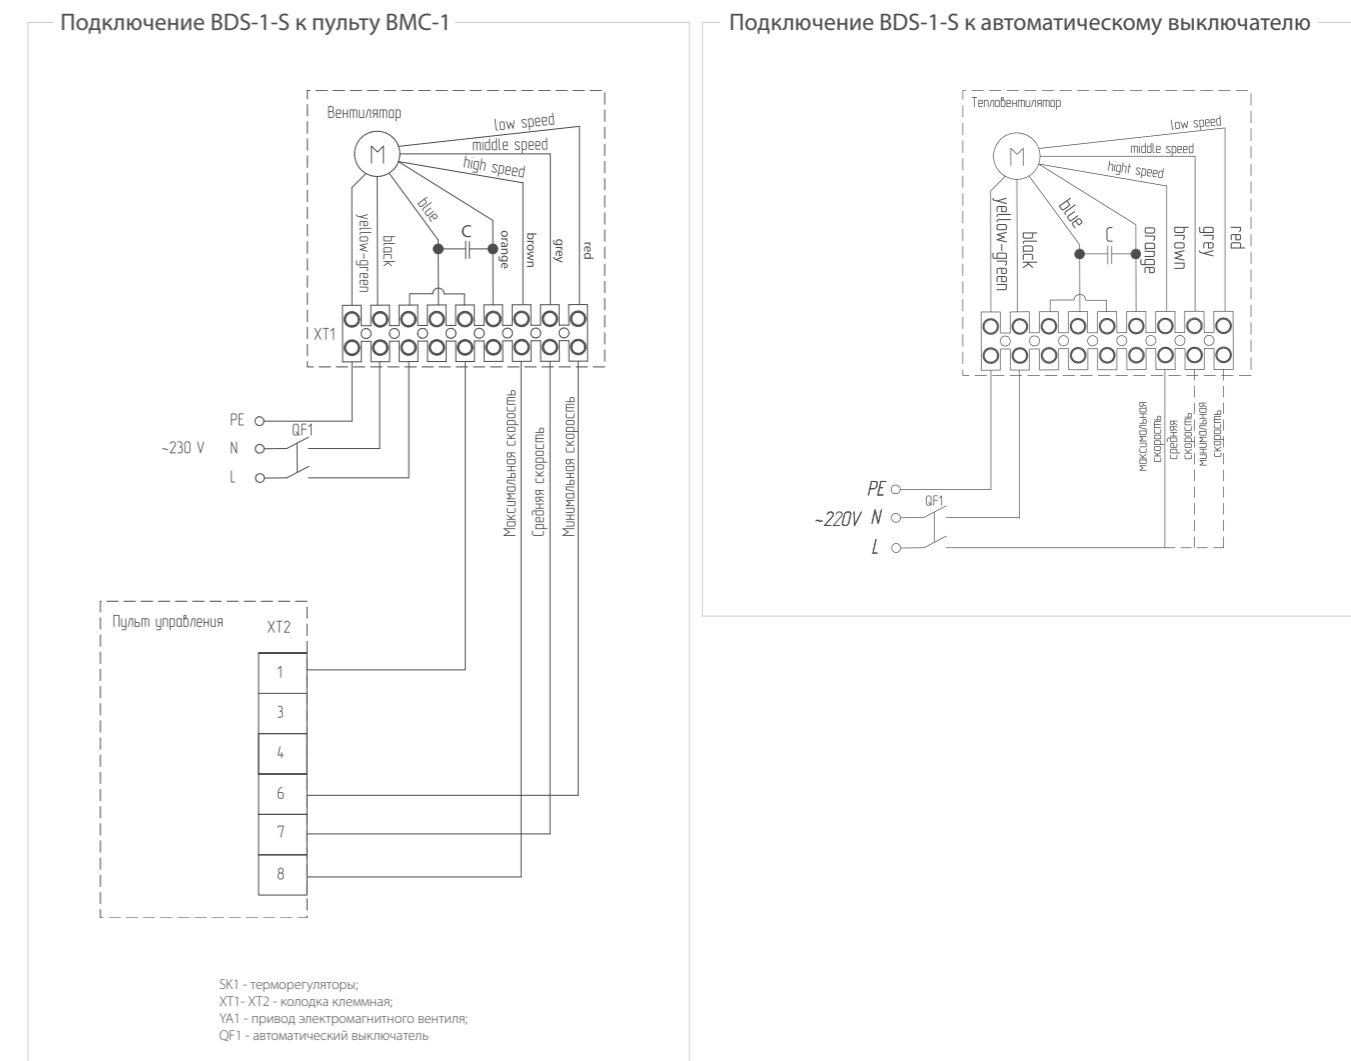 Подключение BDS-1-S к пульту BMC-1
Вентилятор
M
low speed
middle speed
high speed
yellow-green
black
blue
C
orange
brown
grey
red
XT1
PE
QF1
~230 V N
L
Максимальная скорость
Средняя скорость
Минимальная скорость
Пульт управления
XT2
1
3
4
6
7
8
SK1 - терморегуляторы;
XT1- XT2 - колодка клеммная;
YA1 - привод электромагнитного вентиля;
QF1 - автоматический выключатель
Подключение BDS-1-S к автоматическому выключателю
Тепловентилятор
M
low speed
middle speed
hight speed
yellow-green
black
blue
C
orange
brown
grey
red
максимальная
скорость
средняя
скорость
минимальная
скорость
PE
QF1
~220V N
L